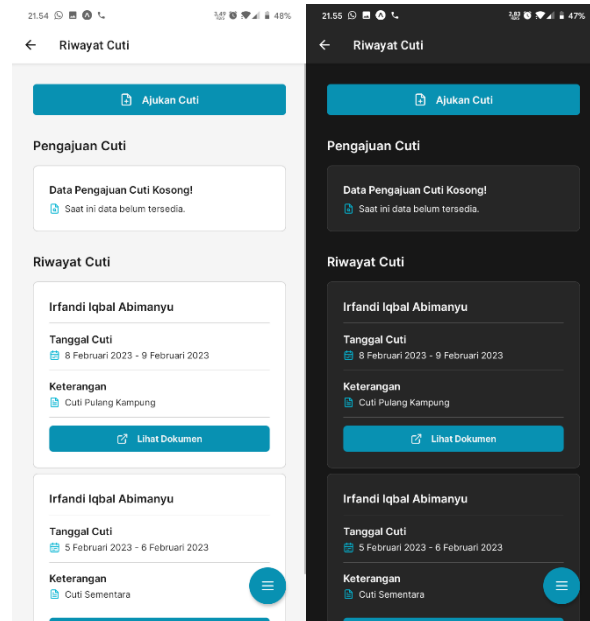 21.54
48%
Riwayat Cuti
Ajukan Cuti
Pengajuan Cuti
Data Pengajuan Cuti Kosong!
Saat ini data belum tersedia.
Riwayat Cuti
Irfandi Iqbal Abimanyu
Tanggal Cuti
8 Februari 2023 - 9 Februari 2023
Keterangan
Cuti Pulang Kampung
Lihat Dokumen
Irfandi Iqbal Abimanyu
Tanggal Cuti
5 Februari 2023 - 6 Februari 2023
Keterangan
Cuti Sementara
21.55
47%
Riwayat Cuti
Ajukan Cuti
Pengajuan Cuti
Data Pengajuan Cuti Kosong!
Saat ini data belum tersedia.
Riwayat Cuti
Irfandi Iqbal Abimanyu
Tanggal Cuti
8 Februari 2023 - 9 Februari 2023
Keterangan
Cuti Pulang Kampung
Lihat Dokumen
Irfandi Iqbal Abimanyu
Tanggal Cuti
5 Februari 2023 - 6 Februari 2023
Keterangan
Cuti Sementara